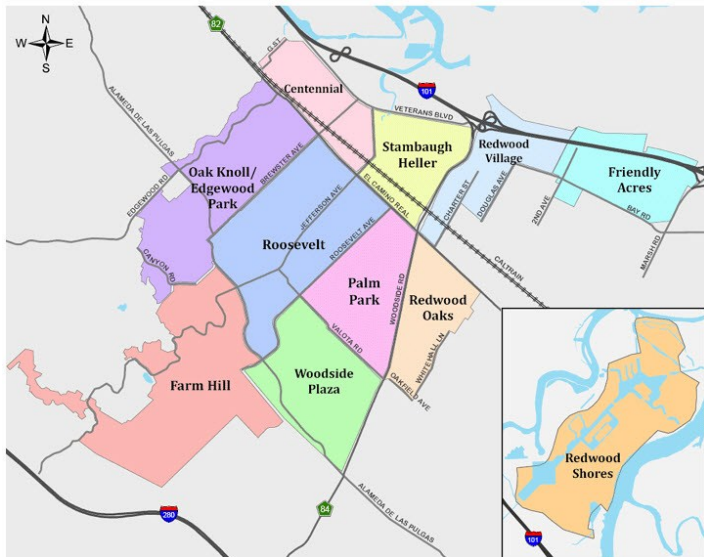 N
W
E
S
82
G ST
Centennial
101
ALAMEDA DE LAS PULGAS
VETERANS BLVD
Stambaugh
Heller
Redwood
Village
Oak Knoll/
Edgewood
Park
BREWSTER AVE
EDGEWOOD RD
JEFFERSON AVE
EL CAMINO REAL
CHARTER ST
DOUGLAS AVE
2ND AVE
Friendly
Acres
BAY RD
MARSH RD
Roosevelt
ROOSEVELT AVE
CALTRAIN
CANYON RD
Palm
Park
WOODSIDE RD
Redwood
Oaks
VALOTA RD
WHITEHALL LN
OAKFIELD AVE
Farm Hill
Woodside
Plaza
Redwood
Shores
84
280
ALAMEDA DE LAS PULGAS
101